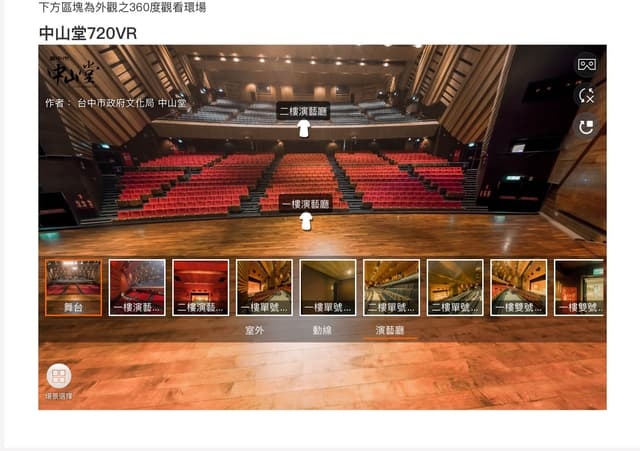 下方區塊為外觀之360度觀看環場
中山堂720VR
中山堂
作者： 台中市政府文化局 中山堂
二樓演藝廳
一樓演藝廳
舞台
一樓演藝...
二樓演藝...
一樓單號...
一樓單號...
二樓單號...
二樓單號...
一樓雙號...
一樓雙號...
室外
動線
演藝廳
場景選擇